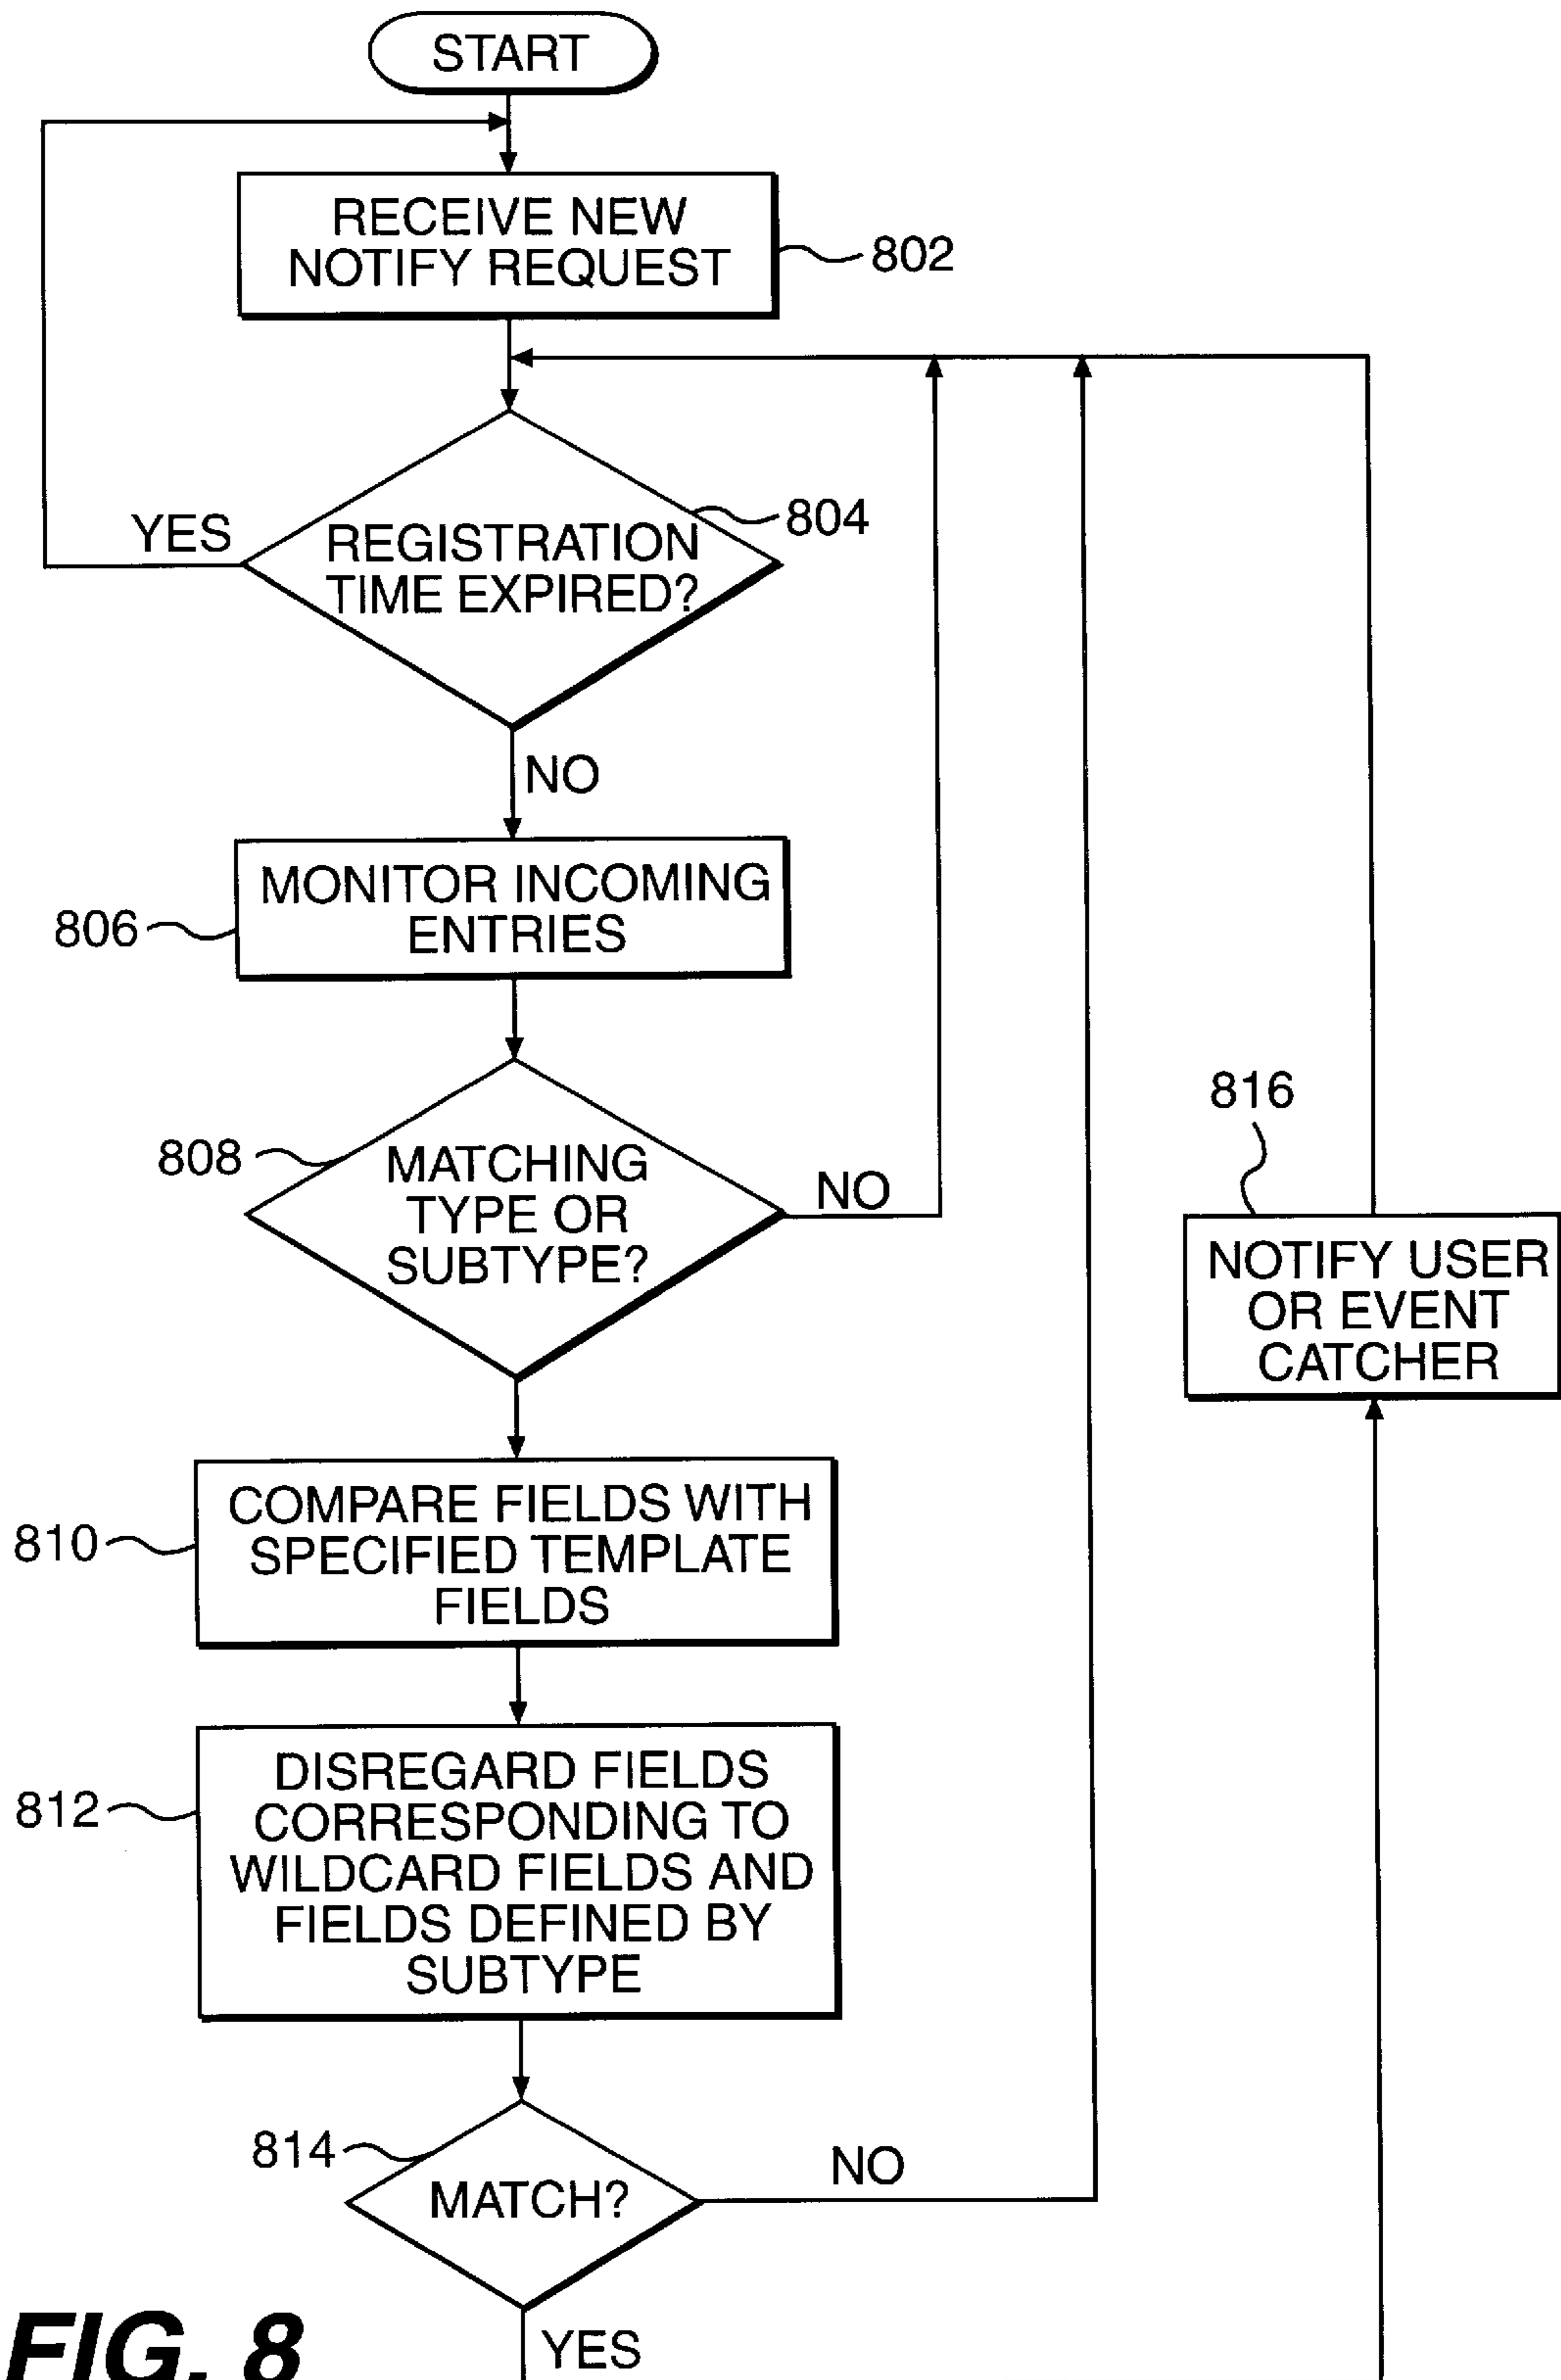 START
RECEIVE NEW
NOTIFY REQUEST
802
804
YES
REGISTRATION
TIME EXPIRED?
NO
MONITOR INCOMING
ENTRIES
806
808
MATCHING
TYPE OR
SUBTYPE?
NO
816
NOTIFY USER
OR EVENT
CATCHER
COMPARE FIELDS WITH
SPECIFIED TEMPLATE
FIELDS
810
DISREGARD FIELDS
CORRESPONDING TO
WILDCARD FIELDS AND
FIELDS DEFINED BY
SUBTYPE
812
814
MATCH?
NO
YES
FIG. 8